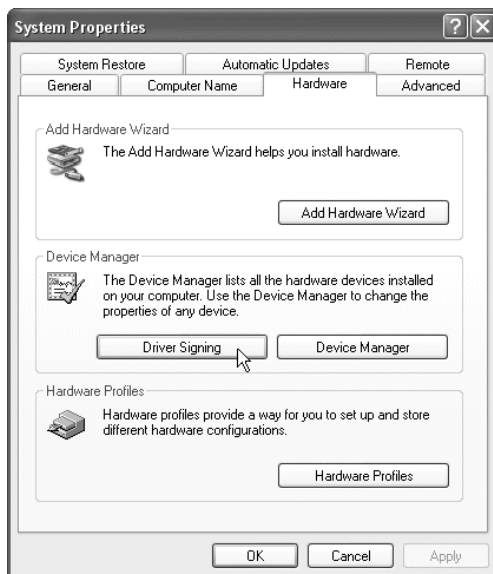 System Properties
System Restore Automatic Updates Remote
General Computer Name Hardware Advanced
Add Hardware Wizard
The Add Hardware Wizard helps you install hardware.
Add Hardware Wizard
Device Manager
The Device Manager lists all the hardware devices installed
on your computer. Use the Device Manager to change the
properties of any device.
Driver Signing Device Manager
Hardware Profiles
Hardware profiles provide a way for you to set up and store
different hardware configurations.
Hardware Profiles
OK Cancel Apply